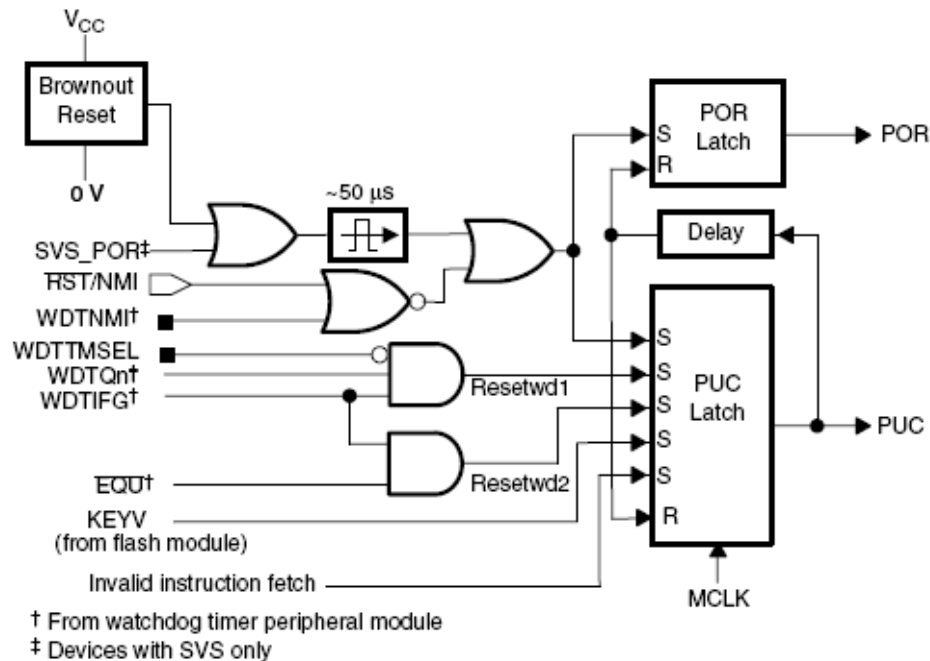 VCC
Brownout
Reset
0 V
~50 μs
SVS_POR‡
RST/NMI
WDTNMI†
WDTTMSEL
WDTQn†
WDTIFG†
EQU†
KEYV
(from flash module)
Invalid instruction fetch
Resetwd1
Resetwd2
S
R
POR
Latch
POR
Delay
S
S
S
S
S
R
PUC
Latch
PUC
MCLK
† From watchdog timer peripheral module
‡ Devices with SVS only